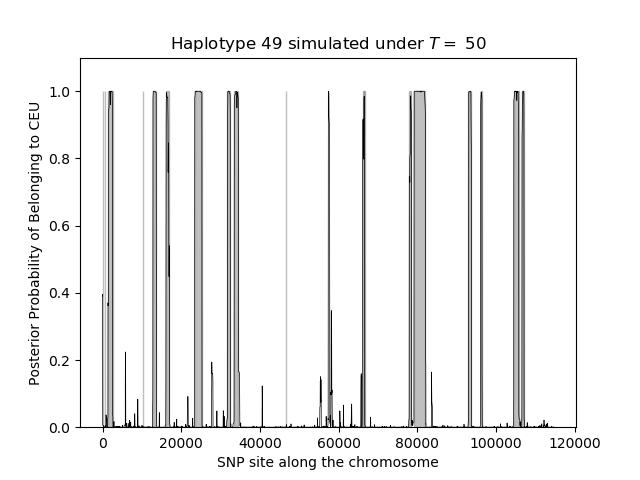 Haplotype 49 simulated under T = 50
Posterior Probability of Belonging to CEU
1.0
0.8
0.6
0.4
0.2
0.0
0 20000 40000 60000 80000 100000 120000
SNP site along the chromosome